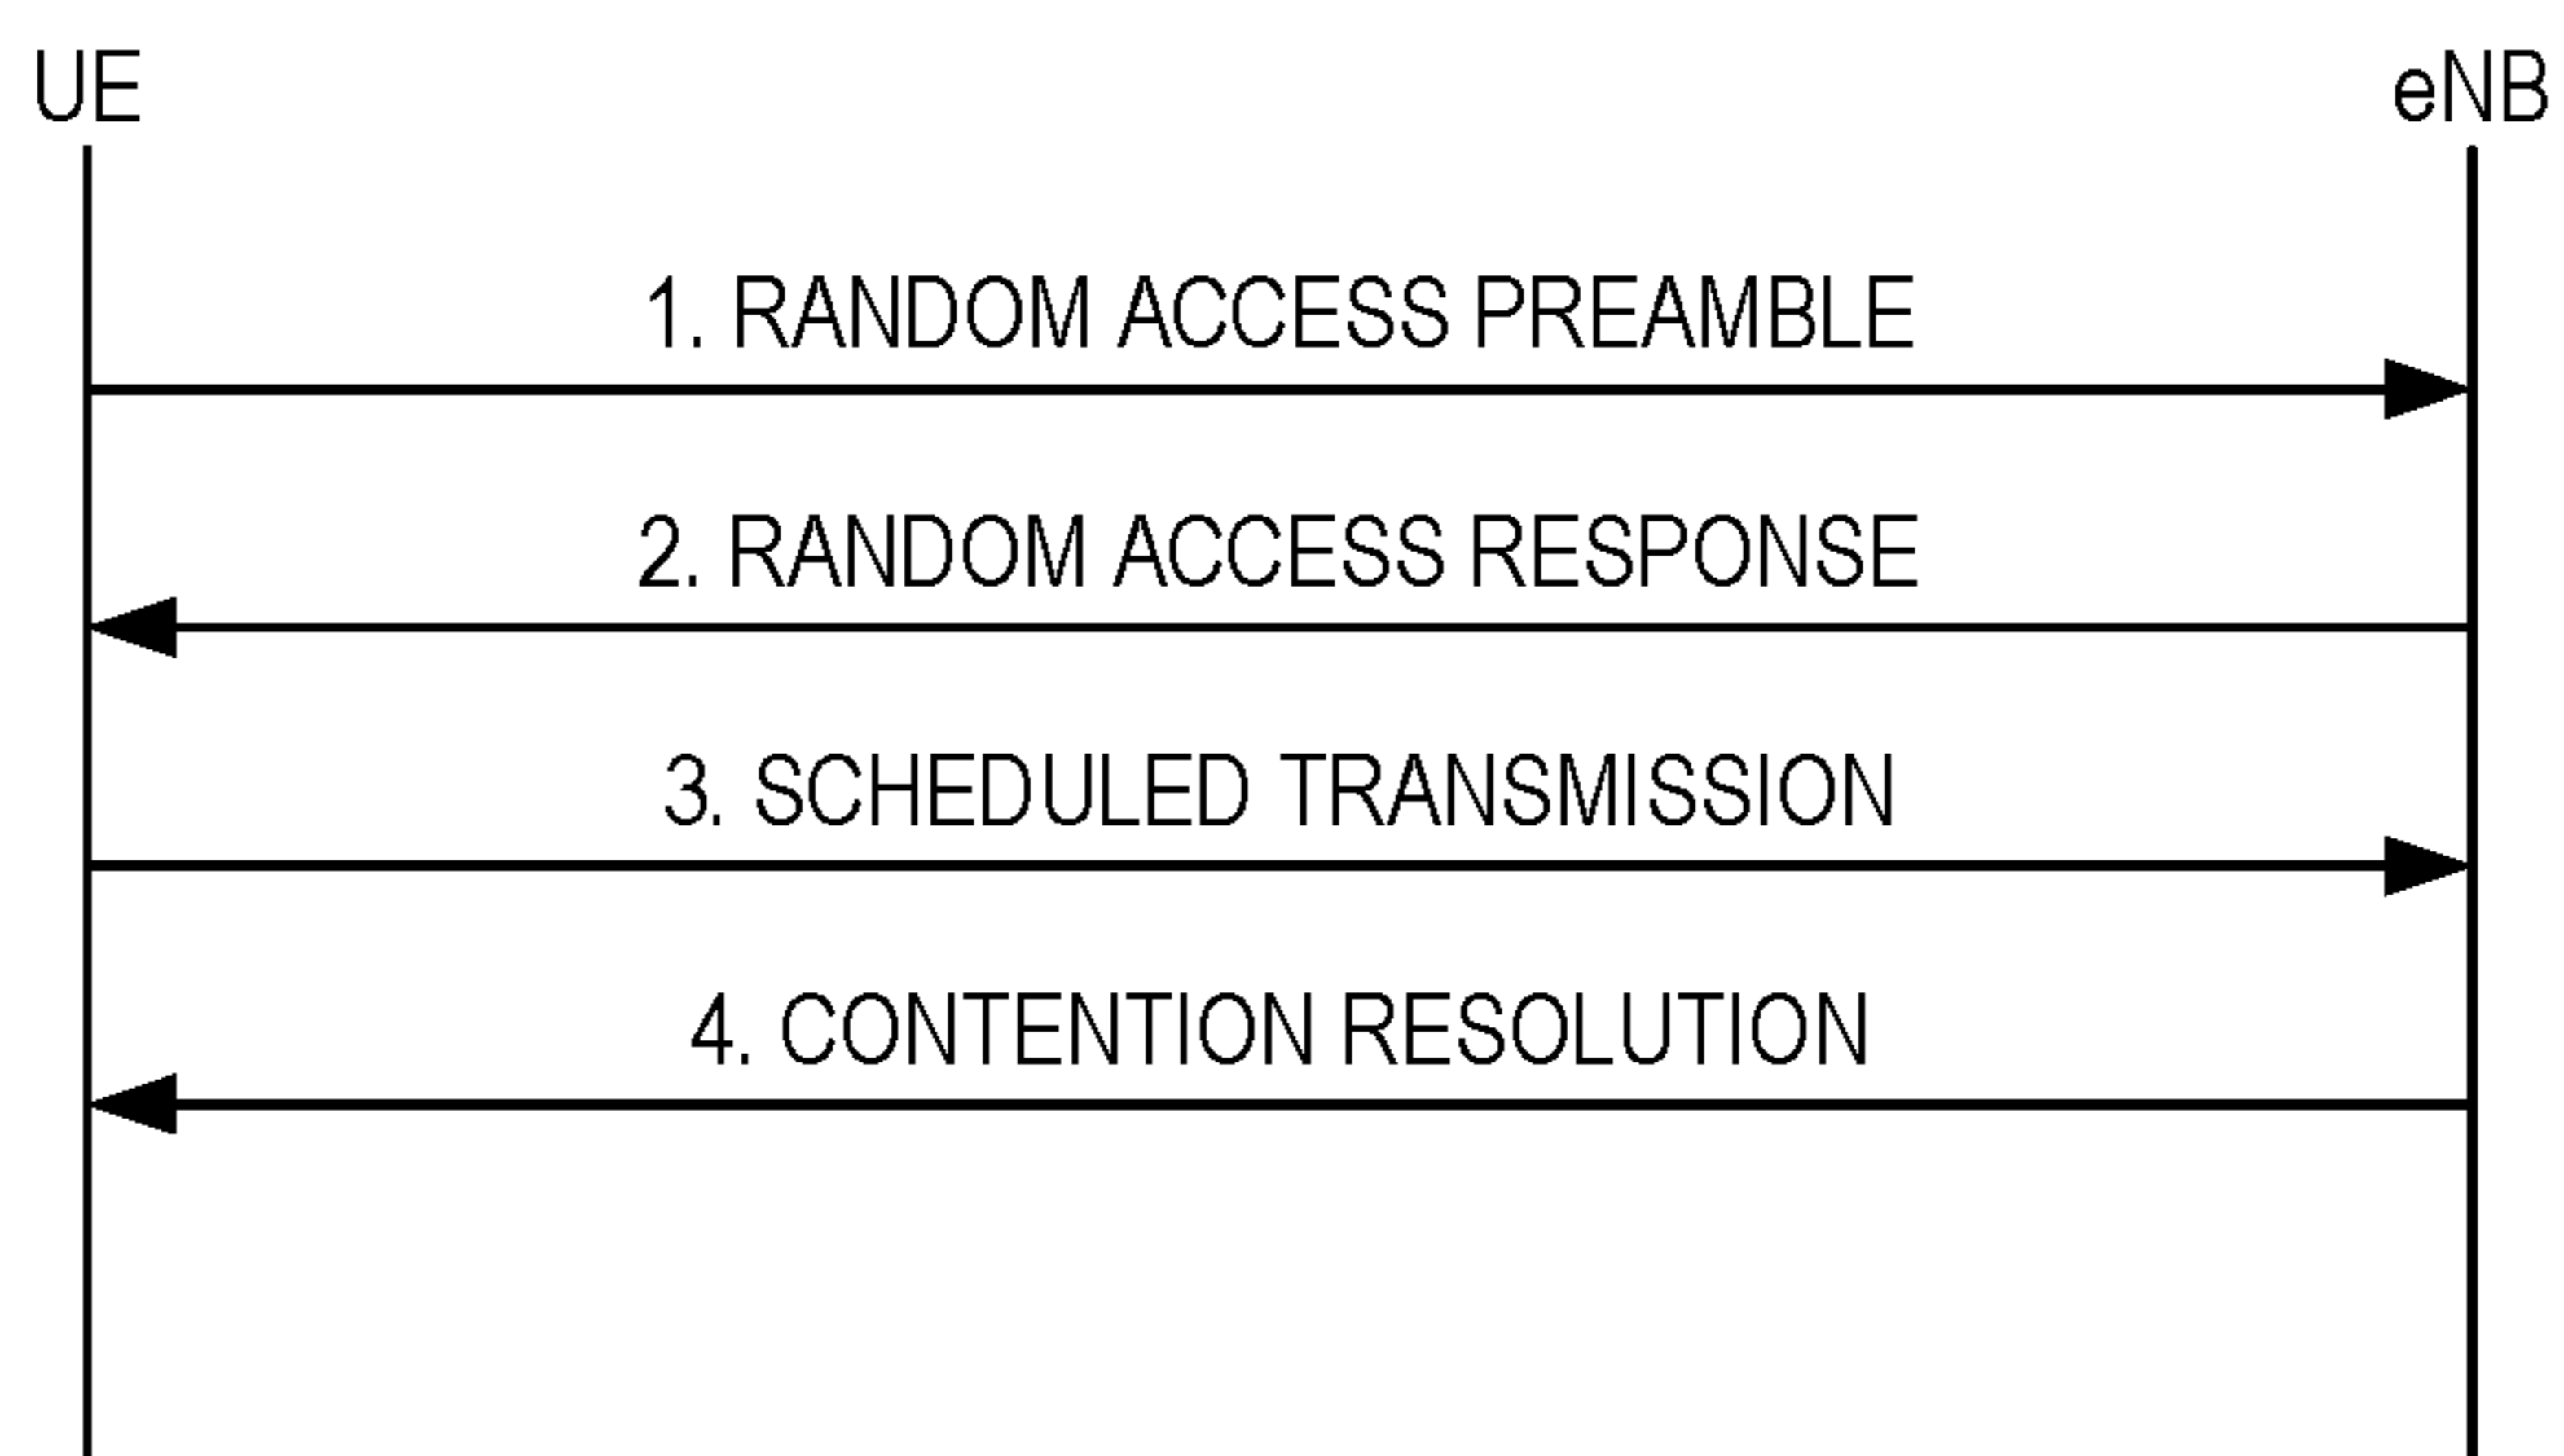 UE
eNB
1. RANDOM ACCESS PREAMBLE
2. RANDOM ACCESS RESPONSE
3. SCHEDULED TRANSMISSION
4. CONTENTION RESOLUTION